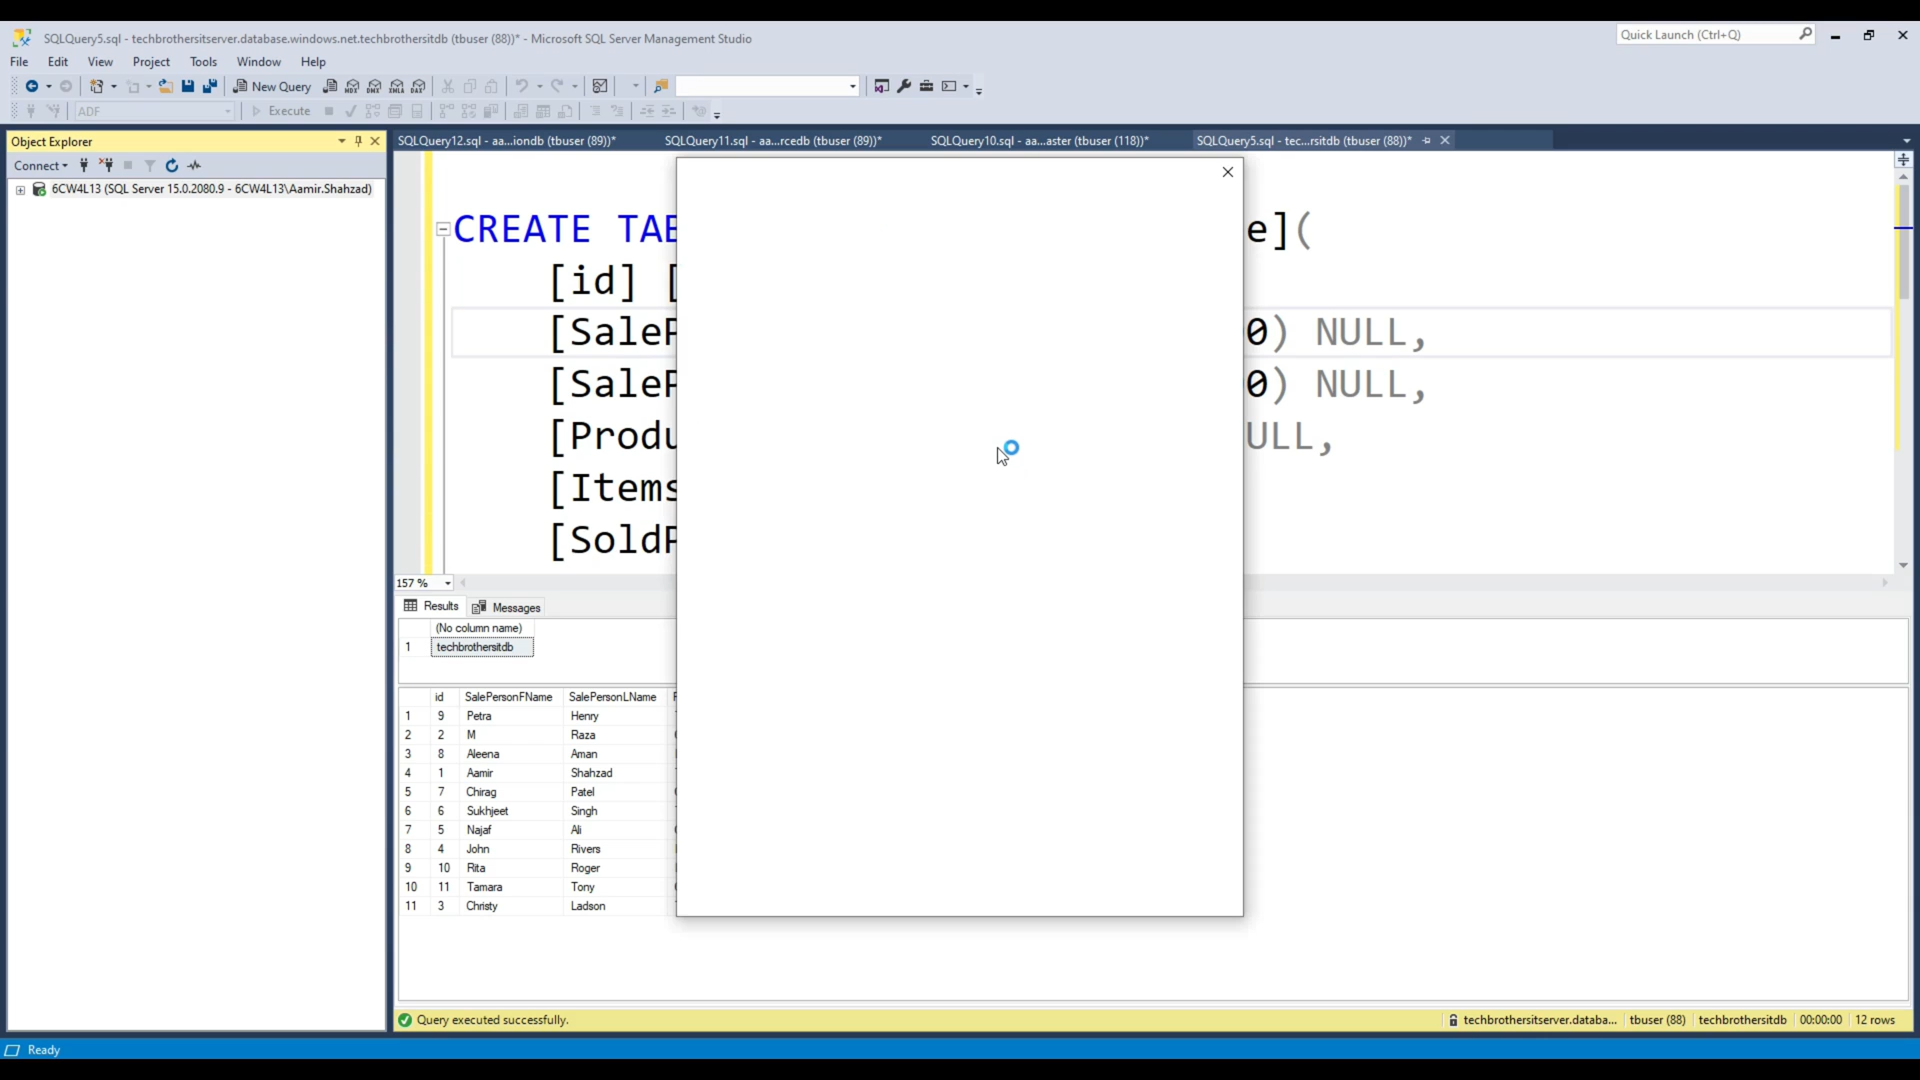 SQLQuery5.sql - techbrothersitserver.database.windows.net.techbrothersitdb (tbuser (88))* - Microsoft SQL Server Management Studio
Quick Launch (Ctrl+Q)
File Edit View Project Tools Window Help
New Query MDX DMX XMLA DAX
ADF Execute
Object Explorer
SQLQuery12.sql - aa...iondb (tbuser (89))* SQLQuery11.sql - aa...rcedb (tbuser (89))* SQLQuery10.sql - aa...aster (tbuser (118))* SQLQuery5.sql - tec...rsitdb (tbuser (88))*
Connect
6CW4L13 (SQL Server 15.0.2080.9 - 6CW4L13\Aamir.Shahzad)
CREATE TAB e](
[id] [
[SaleP 0) NULL,
[SaleP 0) NULL,
[Produ ULL,
[Items
[SoldP
157 %
Results Messages
(No column name)
1 techbrothersitdb
id SalePersonFName SalePersonLName
1 9 Petra Henry
2 2 M Raza
3 8 Aleena Aman
4 1 Aamir Shahzad
5 7 Chirag Patel
6 6 Sukhjeet Singh
7 5 Najaf Ali
8 4 John Rivers
9 10 Rita Roger
10 11 Tamara Tony
11 3 Christy Ladson
Query executed successfully.
techbrothersitserver.databa... tbuser (88) techbrothersitdb 00:00:00 12 rows
Ready